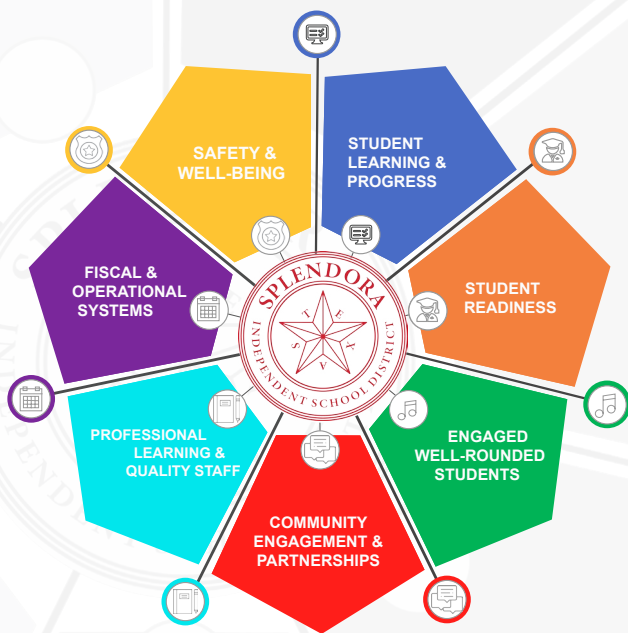 SAFETY &
WELL-BEING
STUDENT
LEARNING &
PROGRESS
FISCAL &
OPERATIONAL
SYSTEMS
STUDENT
READINESS
SPLENDORA
INDEPENDENT SCHOOL DISTRICT
TEXAS
PROFESSIONAL
LEARNING &
QUALITY STAFF
ENGAGED
WELL-ROUNDED
STUDENTS
COMMUNITY
ENGAGEMENT &
PARTNERSHIPS